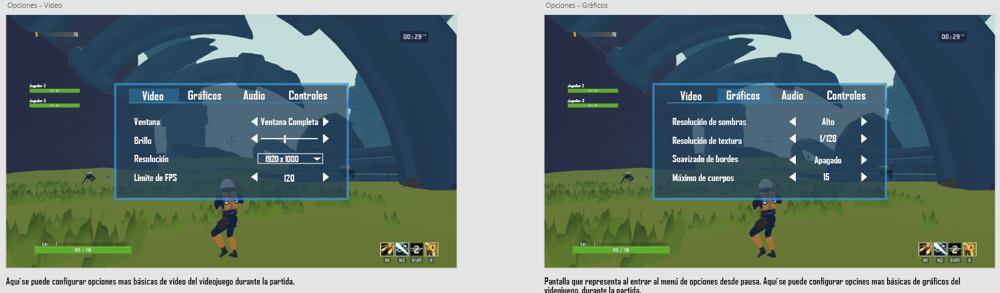 Opciones - Video
$ 15
00:29
Jugador 2
Jugador 3
Video Gráficos Audio Controles
Ventana Ventana Completa
Brillo
Resolución 1920 x 1080
Limite de FPS 120
Lv: 1
110 / 110
2
M1 M2 Shift R
Aquí se puede configurar opciones mas básicas de video del videojuego durante la partida.
Opciones - Gráficos
$ 15
00:29
Jugador 2
Jugador 3
Video Gráficos Audio Controles
Resolución de sombras Alto
Resolución de textura 1/128
Suavizado de bordes Apagado
Máximo de cuerpos 15
Lv: 1
110 / 110
2
M1 M2 Shift R
Pantalla que representa al entrar al menú de opciones desde pausa. Aquí se puede configurar opcines mas básicas de gráficos del
videojuego, durante la partida.